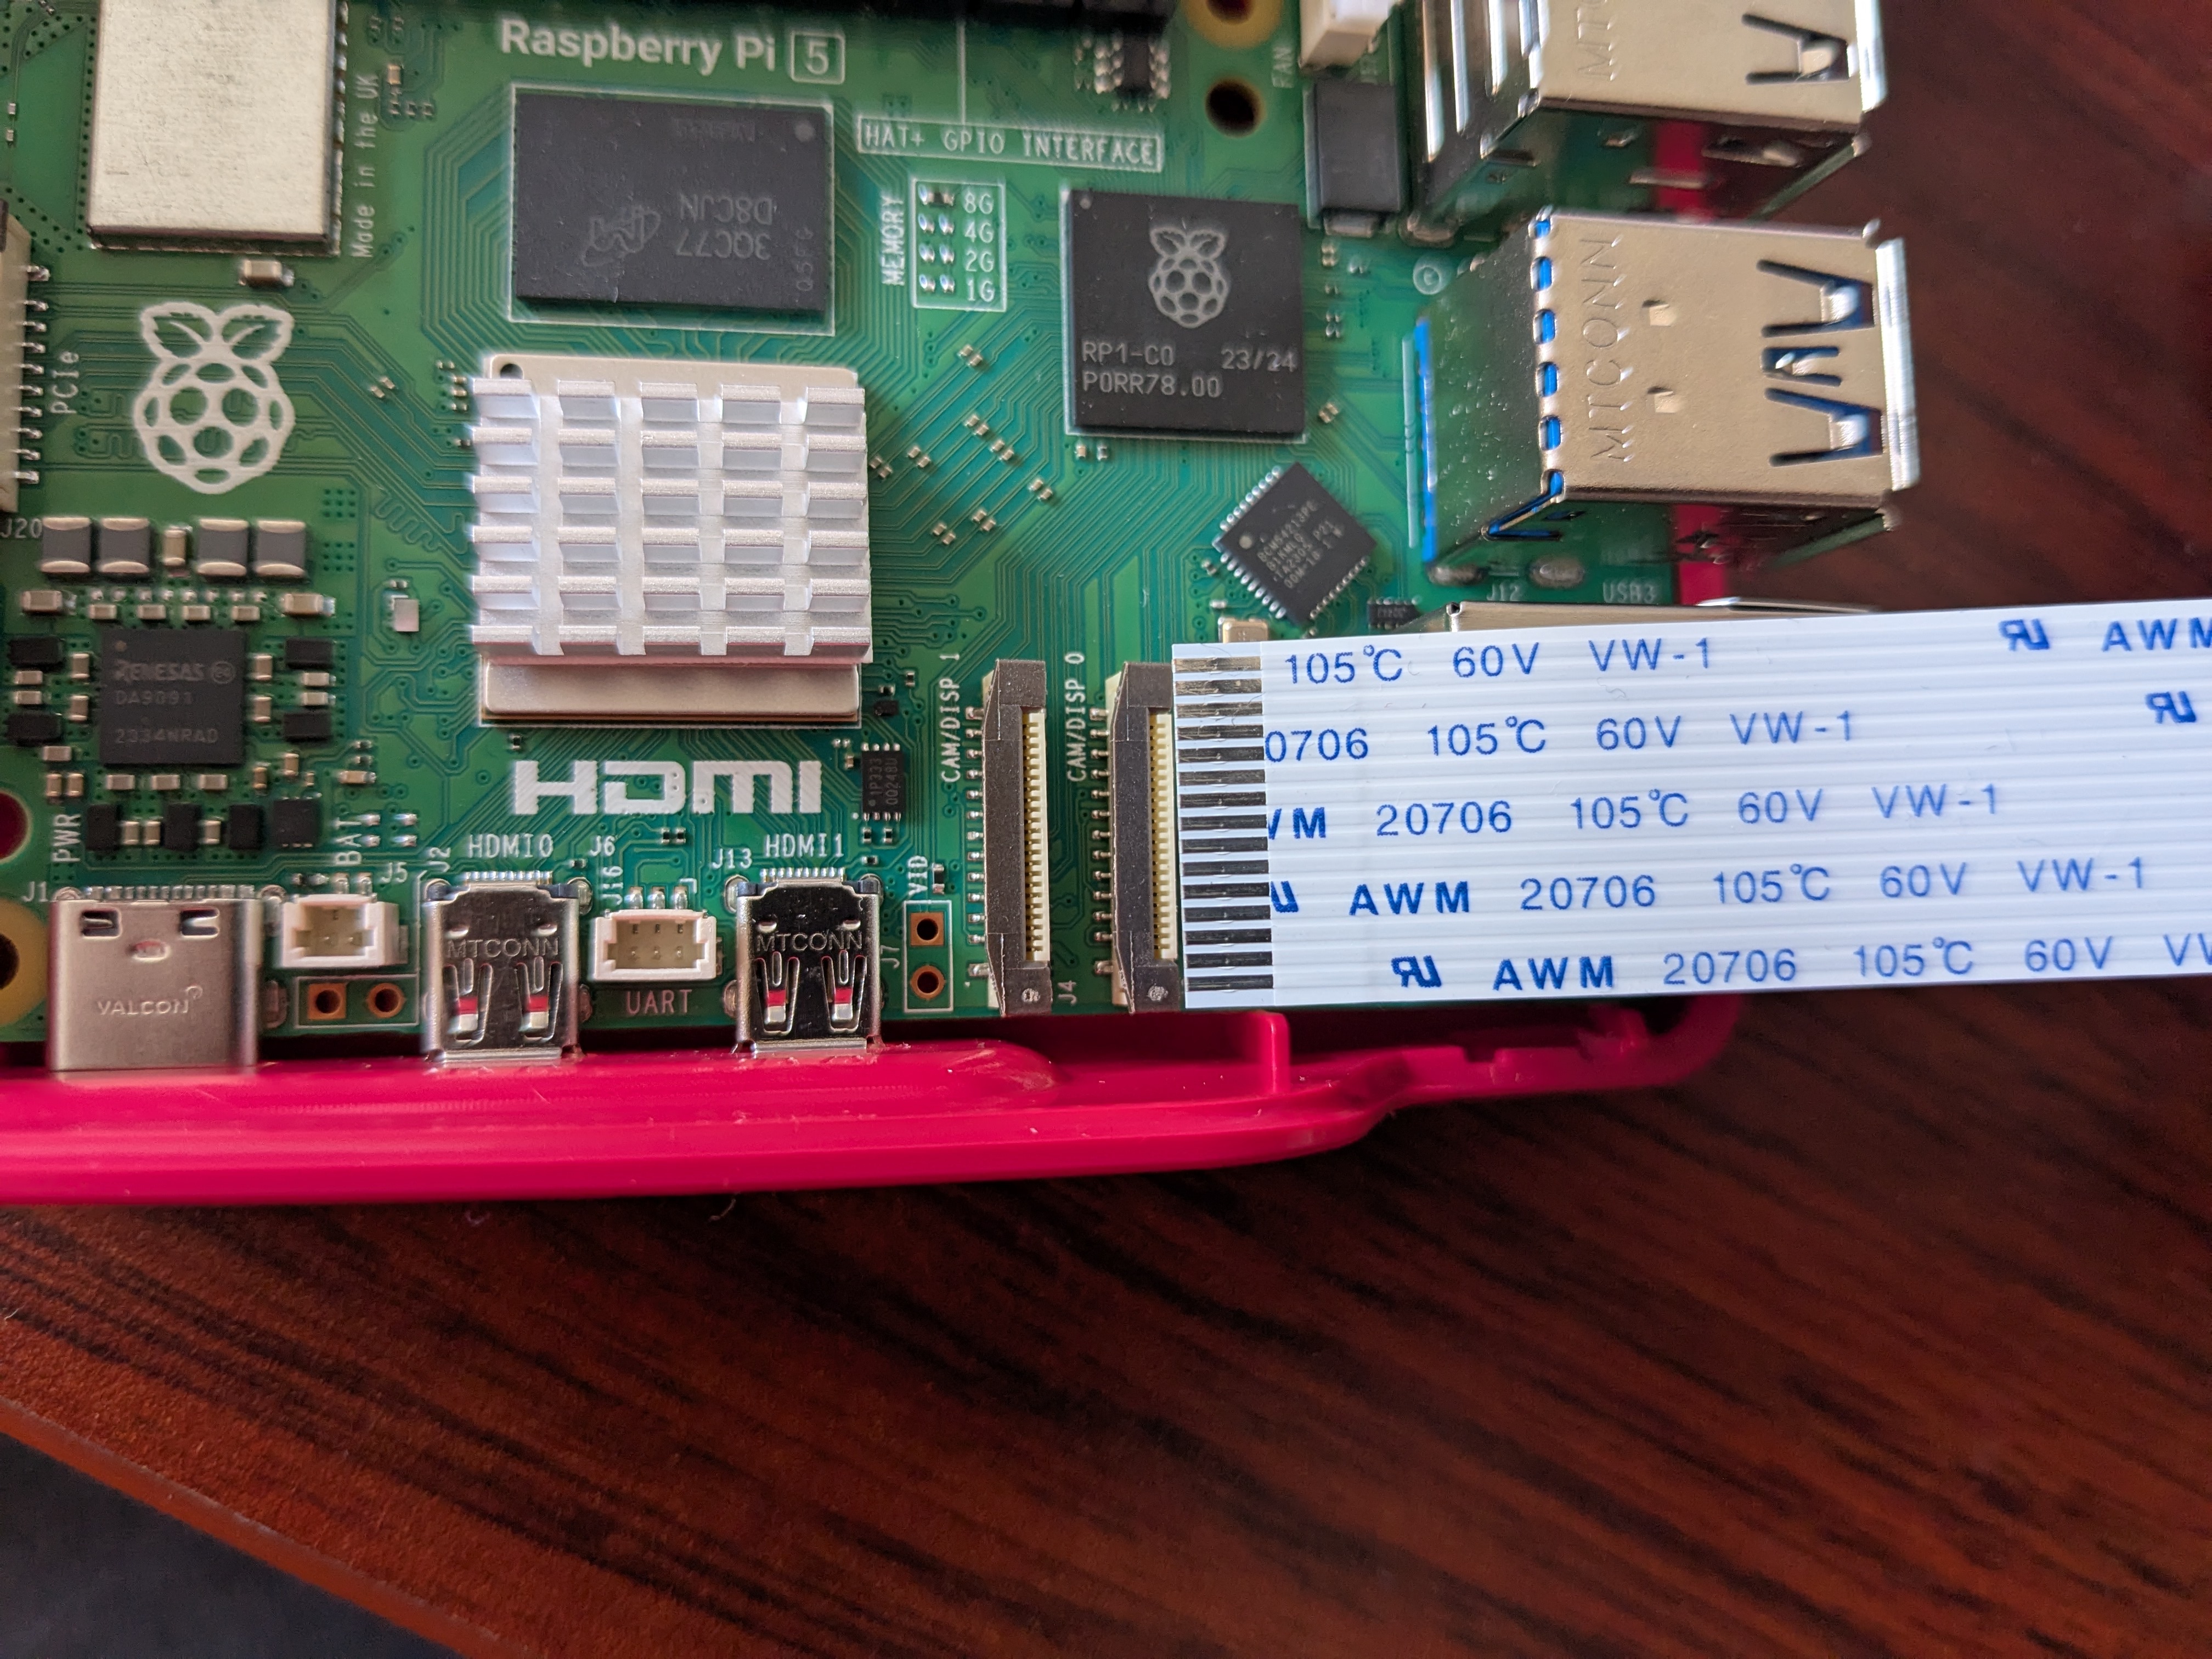 Raspberry Pi 5
Made in the UK
FAN
MTCONN
HAT+ GPIO INTERFACE
MEMORY
8G
4G
2G
1G
3QC77
D8CJN
RP1-C0 23/24
P0RR78.00
©
MTCONN
PCIe
J20
J12 USB3
RENESAS
DA9091
2334NRAD
CAM/DISP 1
CAM/DISP 0
HDMI
PWR
BAT
J1
J5
J2
HDMI0
J6
J16
J13
HDMI1
VID
J7
J4
MTCONN
MTCONN
VALCON
UART
105℃ 60V VW-1 AWM
0706 105℃ 60V VW-1
20706 105℃ 60V VW-1
AWM 20706 105℃ 60V VW-1
AWM 20706 105℃ 60V